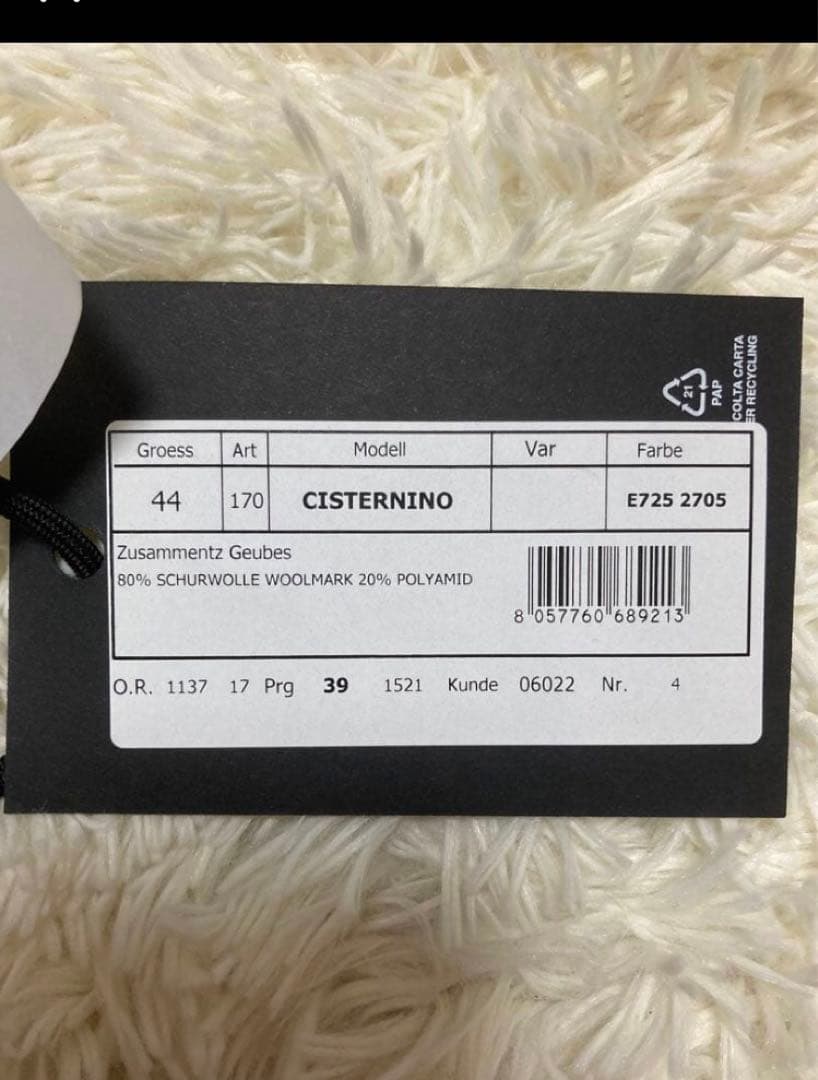 21
PAP
COLTA CARTA
ER RECYCLING
Groess Art Modell Var Farbe
44 170 CISTERNINO E725 2705
Zusammentz Geubes
80% SCHURWOLLE WOOLMARK 20% POLYAMID
8 057760 689213
O.R. 1137 17 Prg 39 1521 Kunde 06022 Nr. 4